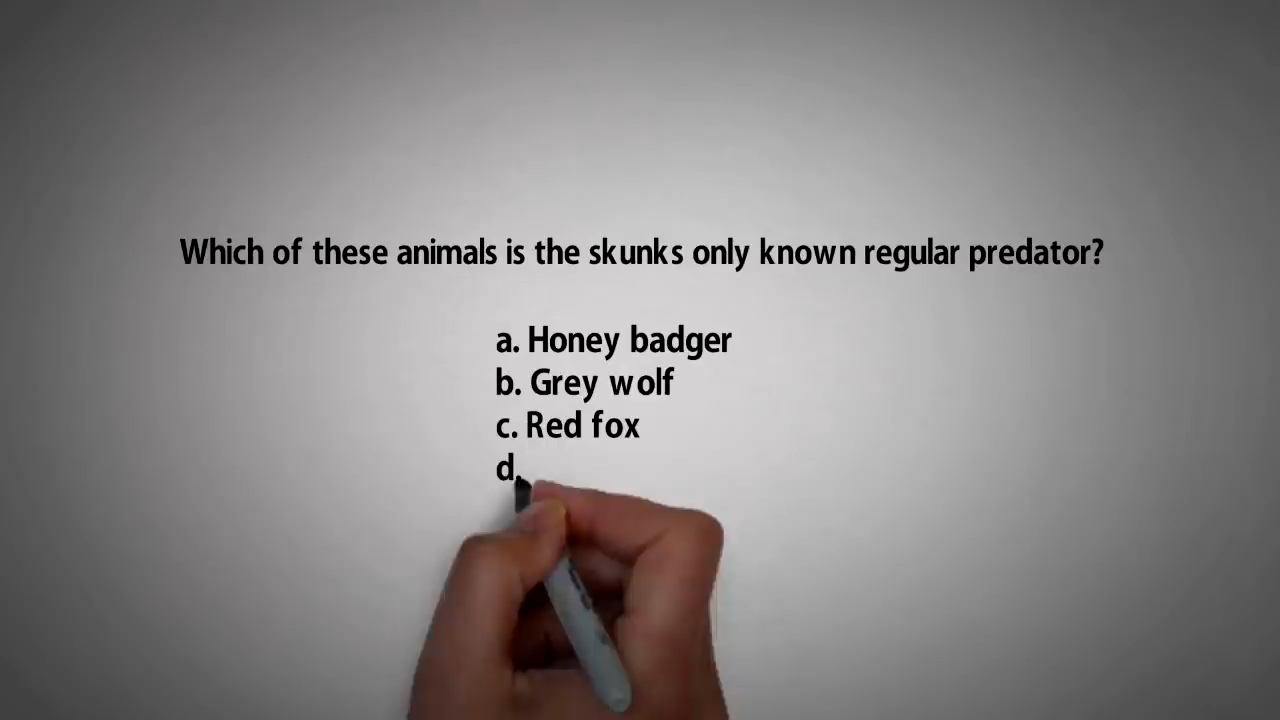 Which of these animals is the skunks only known regular predator?
a. Honey badger
b. Grey wolf
c. Red fox
d.